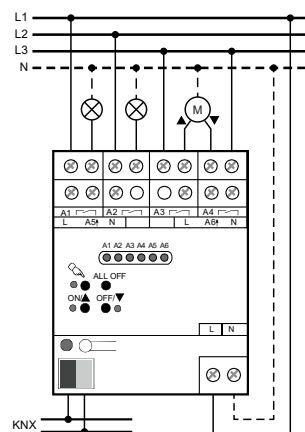 L1
L2
L3
N
M
A1 A2 A3 A4
L A5 N L A6 N
A1 A2 A3 A4 A5 A6
ALL OFF
ON/▲ OFF/▼
L N
KNX